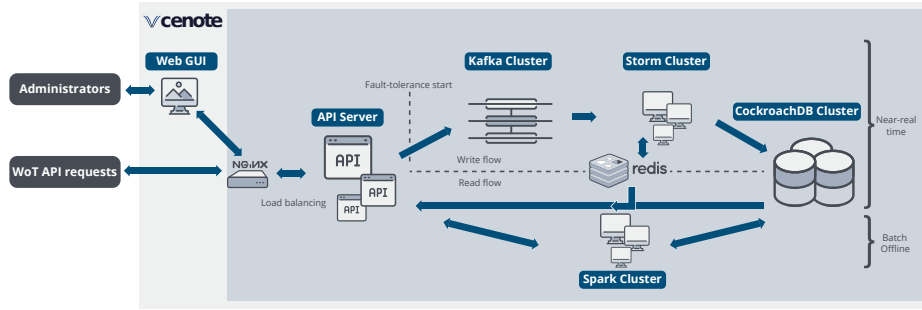 cenote
Web GUI
Kafka Cluster
Storm Cluster
Administrators
Fault-tolerance start
API Server
CockroachDB Cluster
Near-real
time
API
API
API
NGINX
Write flow
redis
WoT API requests
Read flow
Load balancing
Batch
Offline
Spark Cluster